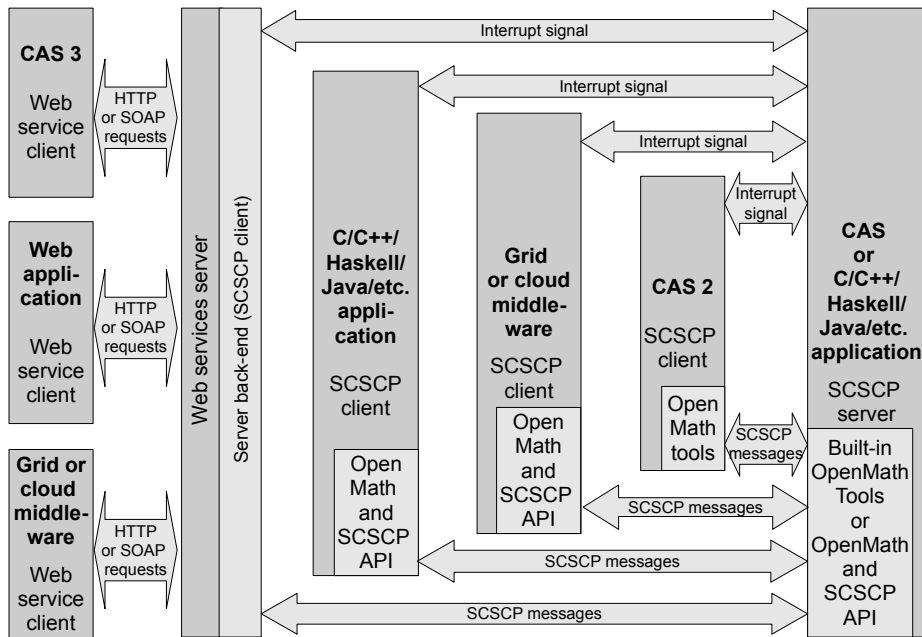 CAS 3
Web
service
client
HTTP
or SOAP
requests
Web
appli-
cation
Web
service
client
HTTP
or SOAP
requests
Grid or
cloud
middle-
ware
Web
service
client
HTTP
or SOAP
requests
Web services server
Server back-end (SCSCP client)
Interrupt signal
Interrupt signal
Interrupt signal
Interrupt
signal
C/C++/
Haskell/
Java/etc.
appli-
cation
SCSCP
client
Open
Math
and
SCSCP
API
Grid
or cloud
middle-
ware
SCSCP
client
Open
Math
and
SCSCP
API
CAS 2
SCSCP
client
Open
Math
tools
SCSCP
messages
SCSCP messages
SCSCP messages
SCSCP messages
CAS
or
C/C++/
Haskell/
Java/etc.
application
SCSCP
server
Built-in
OpenMath
Tools
or
OpenMath
and
SCSCP
API